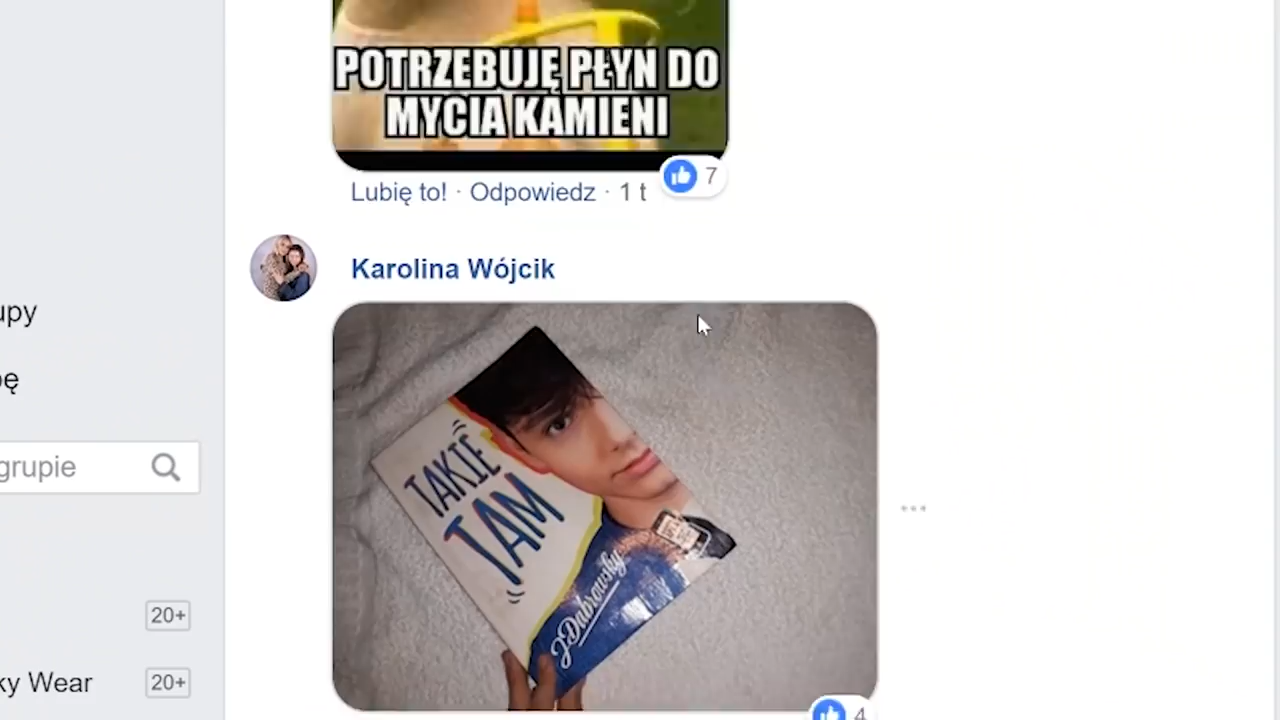 POTRZEBUJĘ PŁYN DO
MYCIA KAMIENI
7
Lubię to! · Odpowiedz · 1 t
Karolina Wójcik
upy
ę
grupie
TAKIE
TAM
JDabrowsky
20+
ky Wear
20+
4